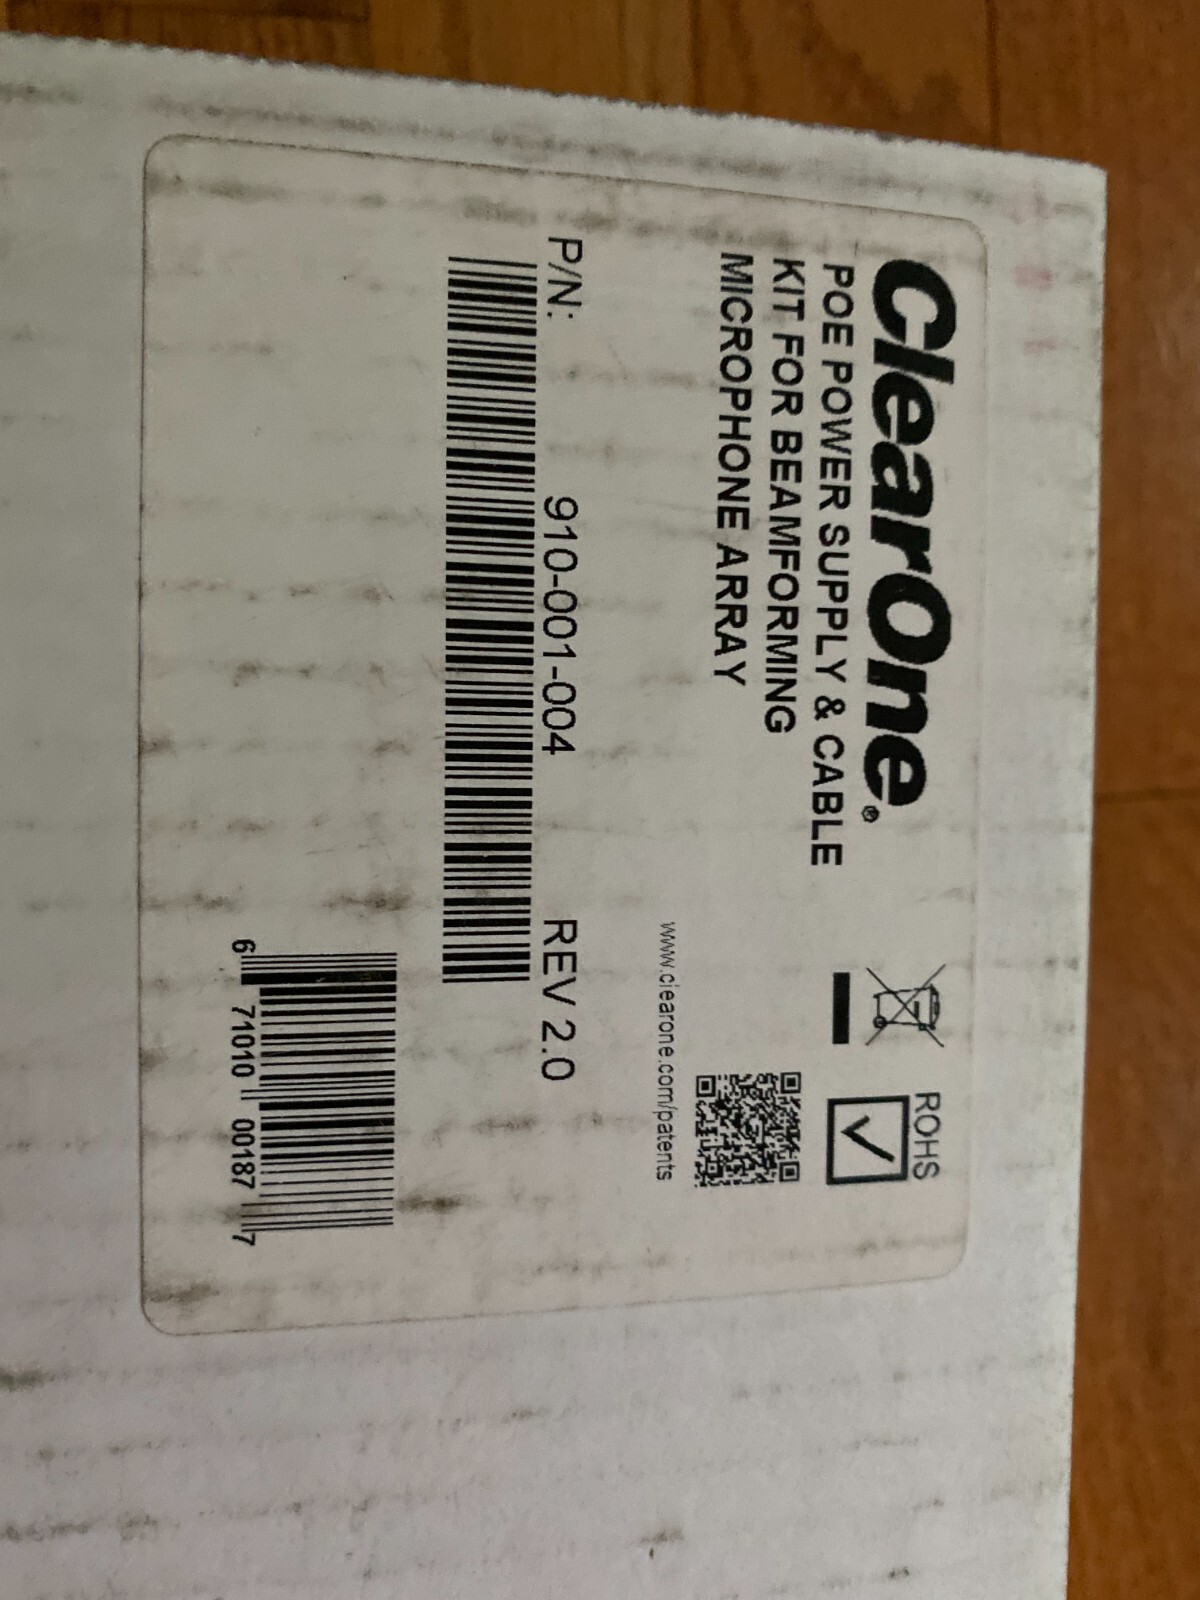 ClearOne®
POE POWER SUPPLY & CABLE
KIT FOR BEAMFORMING
MICROPHONE ARRAY
ROHS
www.clearone.com/patents
P/N: 910-001-004 REV 2.0
6 71010 00187 7